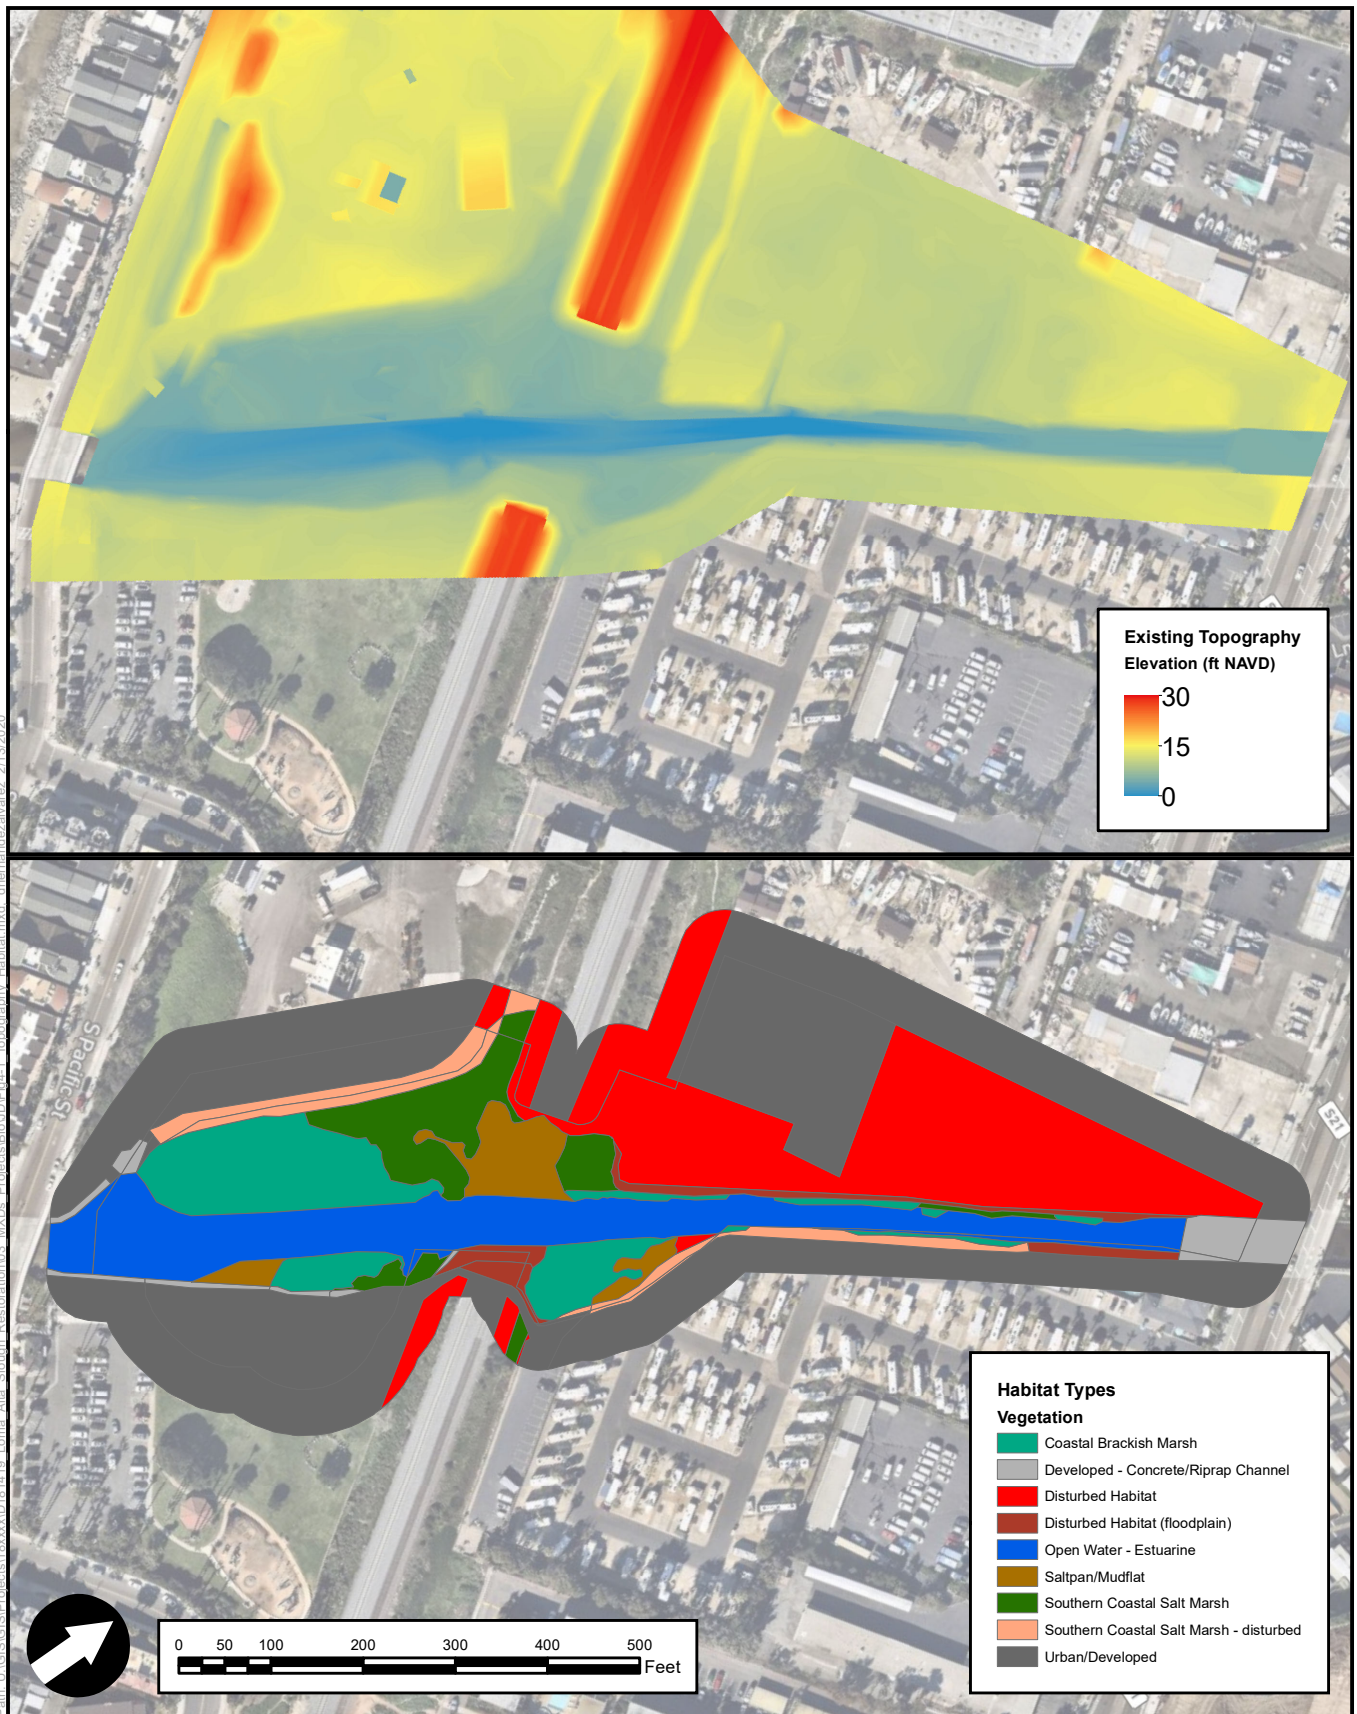 Existing Topography
Elevation (ft NAVD)
30
15
0
S Pacific St
S21
Habitat Types
Vegetation
Coastal Brackish Marsh
Developed - Concrete/Riprap Channel
Disturbed Habitat
Disturbed Habitat (floodplain)
Open Water - Estuarine
Saltpan/Mudflat
Southern Coastal Salt Marsh
Southern Coastal Salt Marsh - disturbed
Urban/Developed
0 50 100 200 300 400 500
Feet